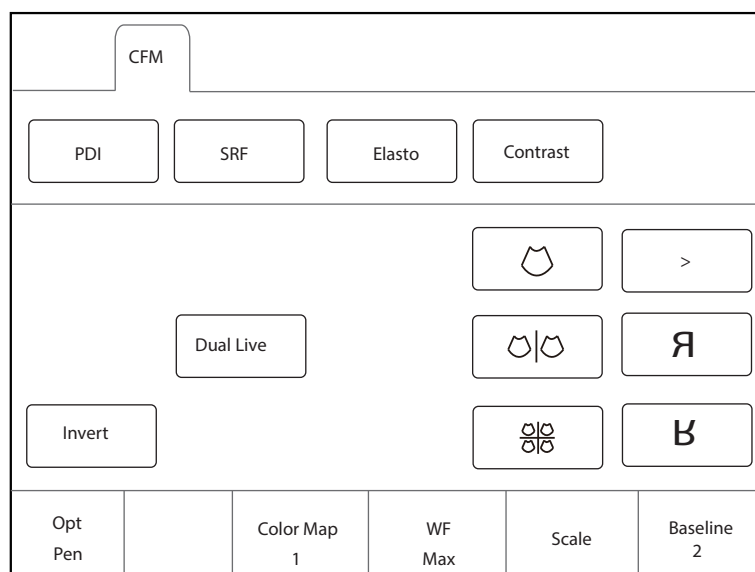 CFM
PDI SRF Elasto Contrast
>
Dual Live
Я
Invert
R
Opt Color Map WF Scale Baseline
Pen 1 Max 2